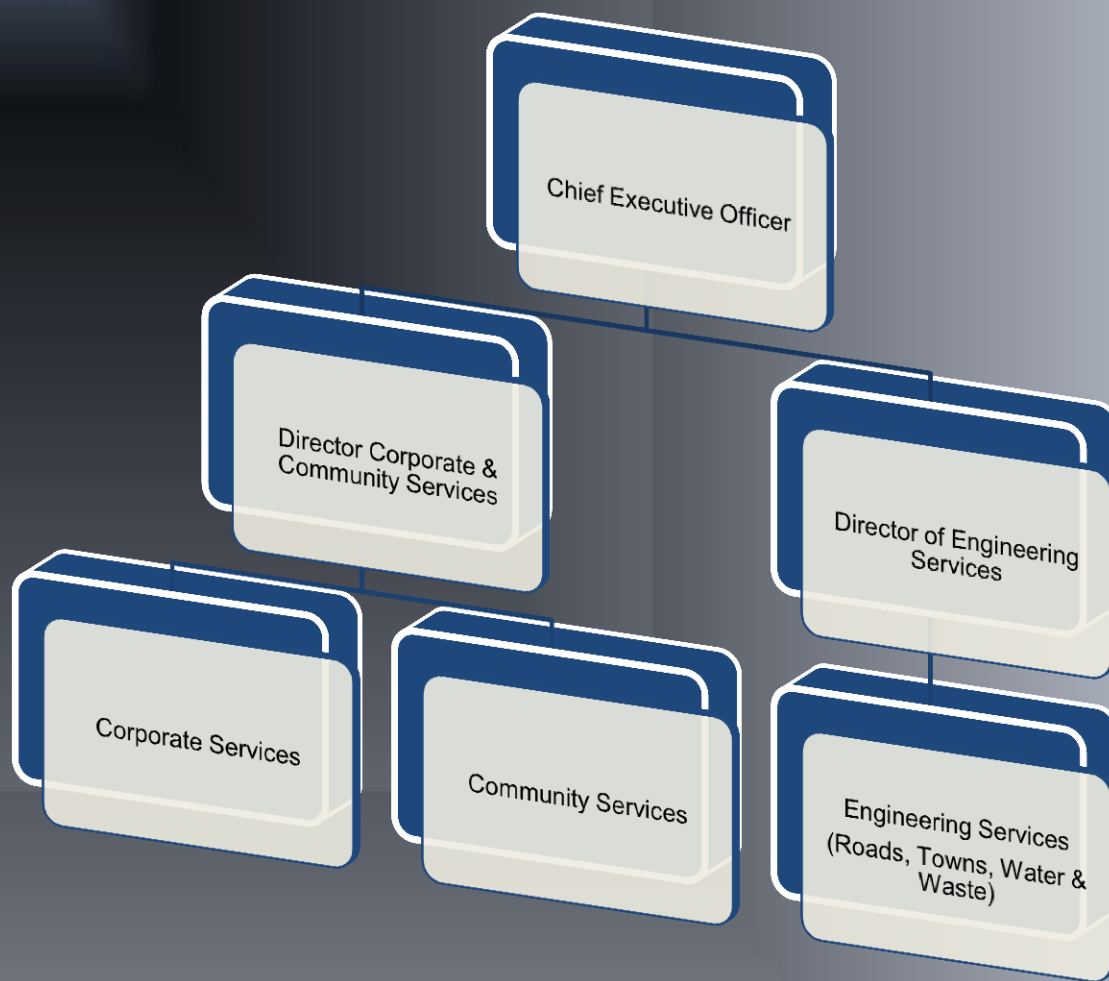 Chief Executive Officer
Director Corporate &
Community Services
Director of Engineering
Services
Corporate Services
Community Services
Engineering Services
(Roads, Towns, Water &
Waste)